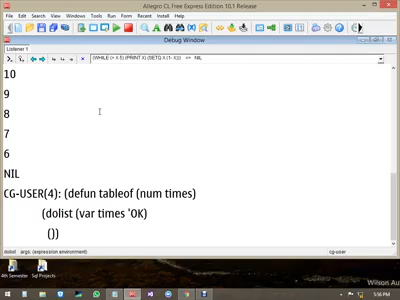 Allegro CL Free Express Edition 10.1 Release
File Edit Search View Windows Tools Run Form Recent Install Help
Debug Window
Listener 1
(WHILE (> X 5) (PRINT X) (SETQ X (1- X))) => NIL
10
9
8
7
6
NIL
CG-USER(4): (defun tableof (num times)
(dolist (var times 'OK)
())
dolist args: (expression environment)
cg-user
4th Semester
Sql Projects
5:56 PM